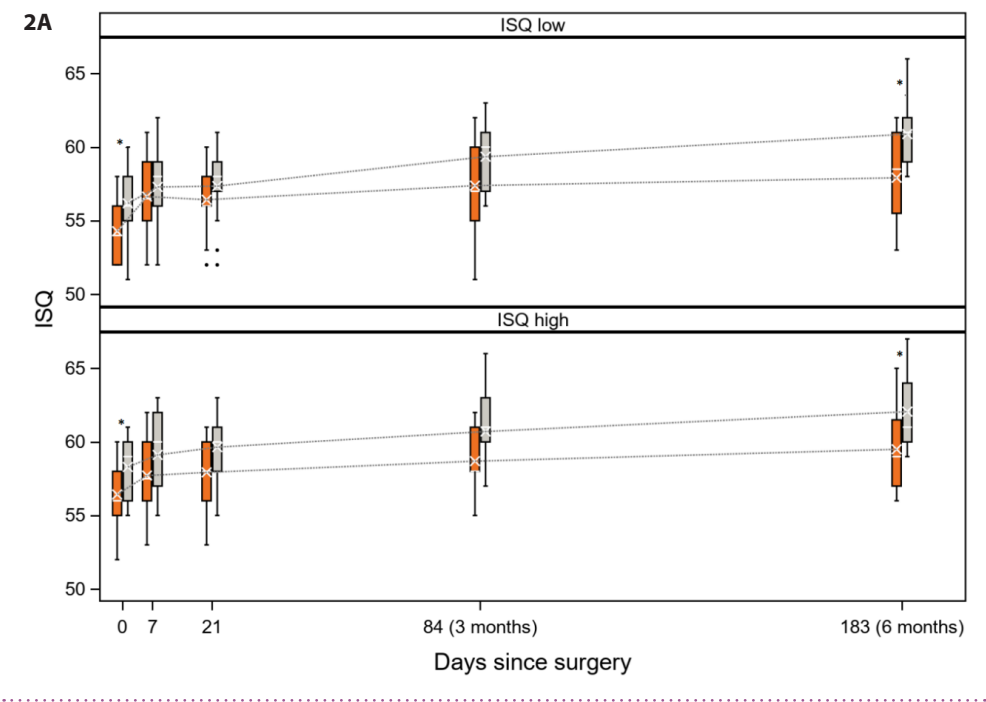 2A
ISQ low
*
*
65
60
55
50
ISQ
ISQ high
*
*
65
60
55
50
0 7 21 84 (3 months) 183 (6 months)
Days since surgery